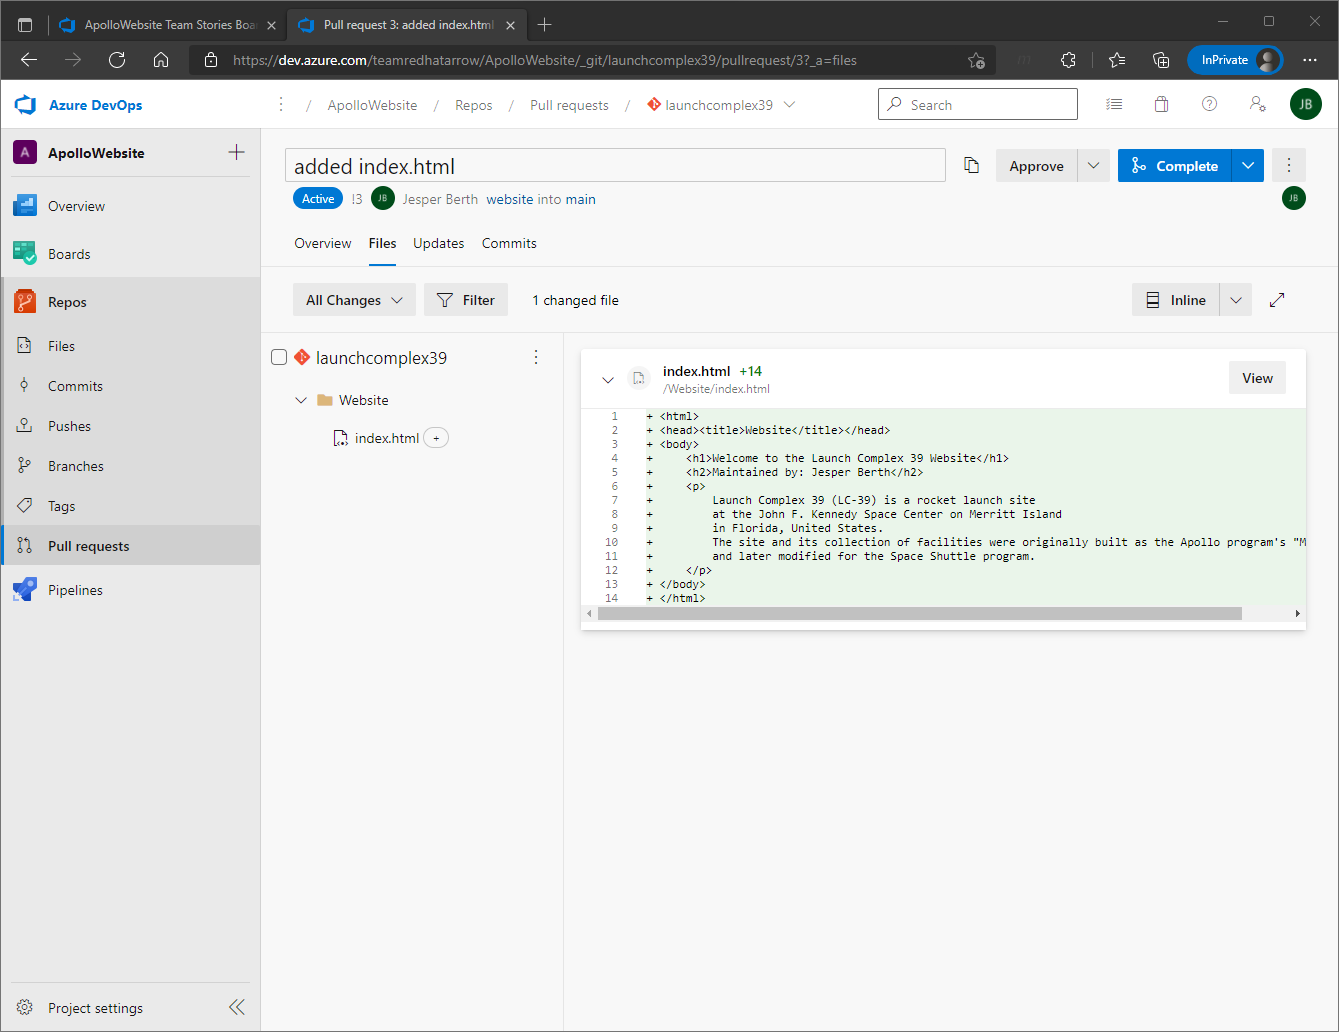 ApolloWebsite Team Stories Boa
Pull request 3: added index.html
https://dev.azure.com/teamredhatarrow/ApolloWebsite/_git/launchcomplex39/pullrequest/3?_a=files
InPrivate
Azure DevOps
/ ApolloWebsite / Repos / Pull requests / launchcomplex39
Search
JB
A ApolloWebsite
Overview
Boards
Repos
Files
Commits
Pushes
Branches
Tags
Pull requests
Pipelines
Project settings
added index.html
Approve
Complete
Active !3 JB Jesper Berth website into main
JB
Overview Files Updates Commits
All Changes Filter 1 changed file
Inline
launchcomplex39
Website
index.html +
index.html +14
/Website/index.html
View
1 + <html>
2 + <head><title>Website</title></head>
3 + <body>
4 + <h1>Welcome to the Launch Complex 39 Website</h1>
5 + <h2>Maintained by: Jesper Berth</h2>
6 + <p>
7 + Launch Complex 39 (LC-39) is a rocket launch site
8 + at the John F. Kennedy Space Center on Merritt Island
9 + in Florida, United States.
10 + The site and its collection of facilities were originally built as the Apollo program's "M
11 + and later modified for the Space Shuttle program.
12 + </p>
13 + </body>
14 + </html>